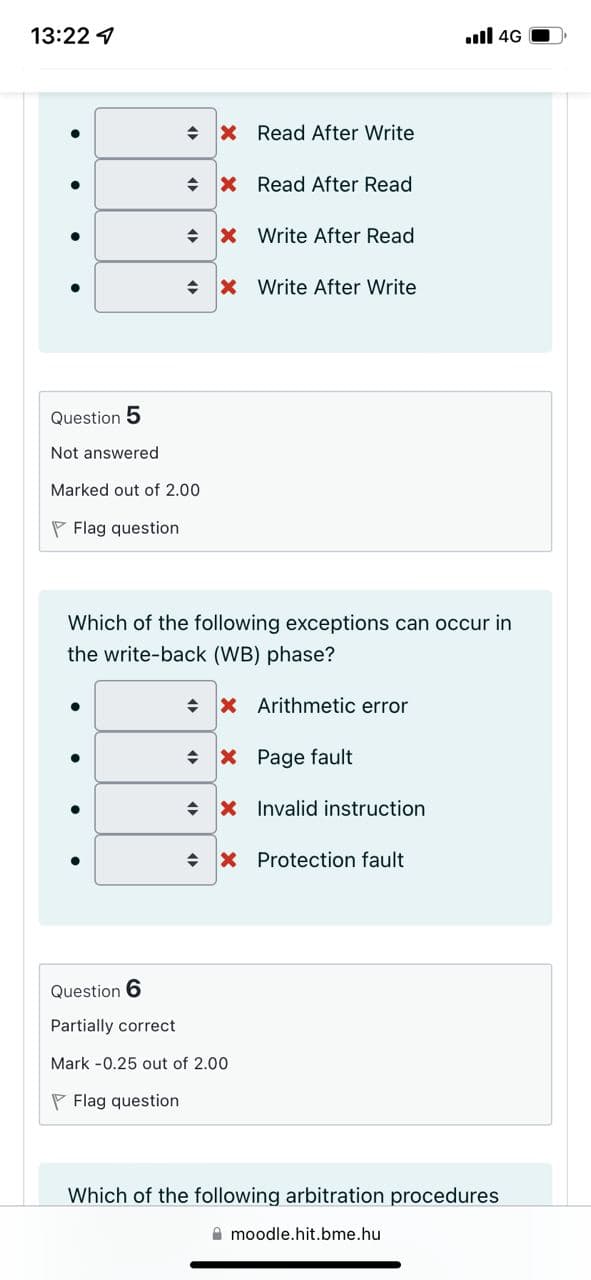 13:22
4G
Read After Write
Read After Read
Write After Read
Write After Write
Question 5
Not answered
Marked out of 2.00
Flag question
Which of the following exceptions can occur in
the write-back (WB) phase?
Arithmetic error
Page fault
Invalid instruction
Protection fault
Question 6
Partially correct
Mark -0.25 out of 2.00
Flag question
Which of the following arbitration procedures
moodle.hit.bme.hu